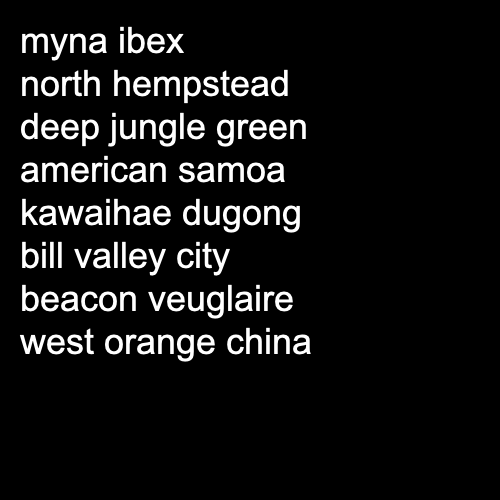 myna ibex
north hempstead
deep jungle green
american samoa
kawaihae dugong
bill valley city
beacon veuglaire
west orange china